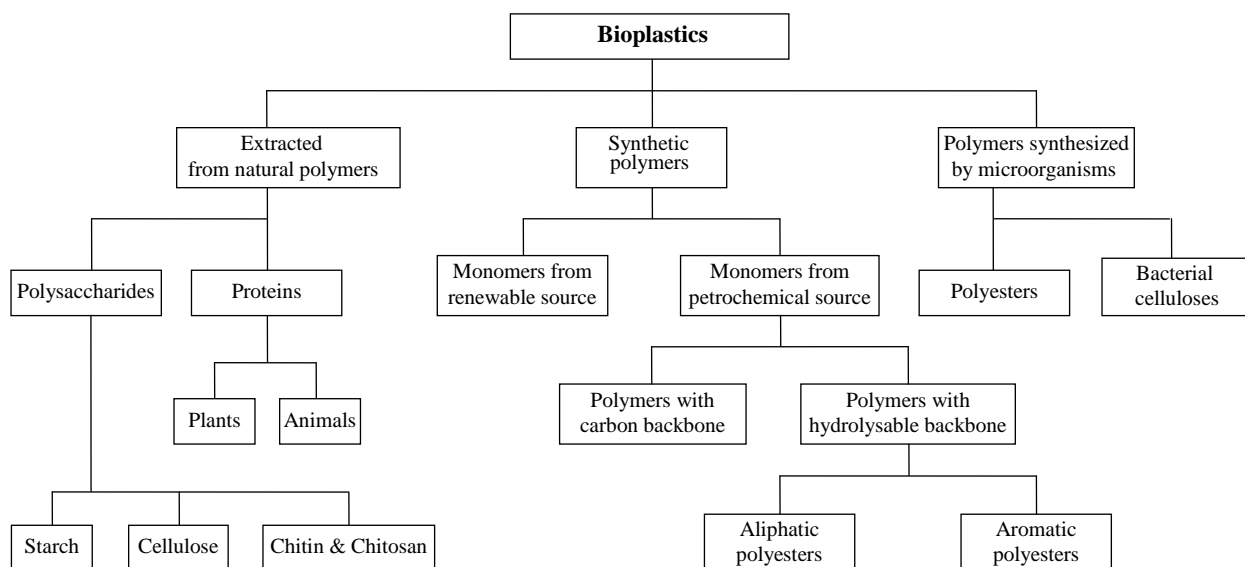 Bioplastics
Extracted
from natural polymers
Synthetic
polymers
Polymers synthesized
by microorganisms
Polysaccharides
Proteins
Monomers from
renewable source
Monomers from
petrochemical source
Polyesters
Bacterial
celluloses
Plants
Animals
Polymers with
carbon backbone
Polymers with
hydrolysable backbone
Starch
Cellulose
Chitin & Chitosan
Aliphatic
polyesters
Aromatic
polyesters